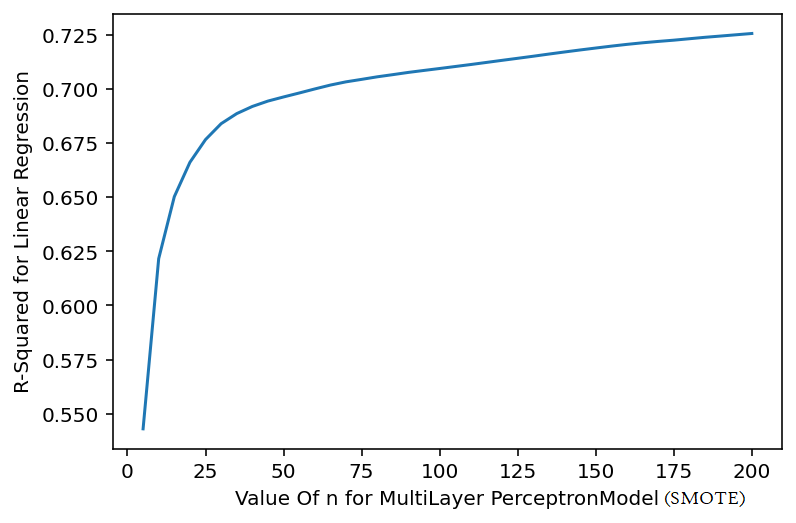 R-Squared for Linear Regression
0.725
0.700
0.675
0.650
0.625
0.600
0.575
0.550
0 25 50 75 100 125 150 175 200
Value Of n for MultiLayer PerceptronModel (SMOTE)